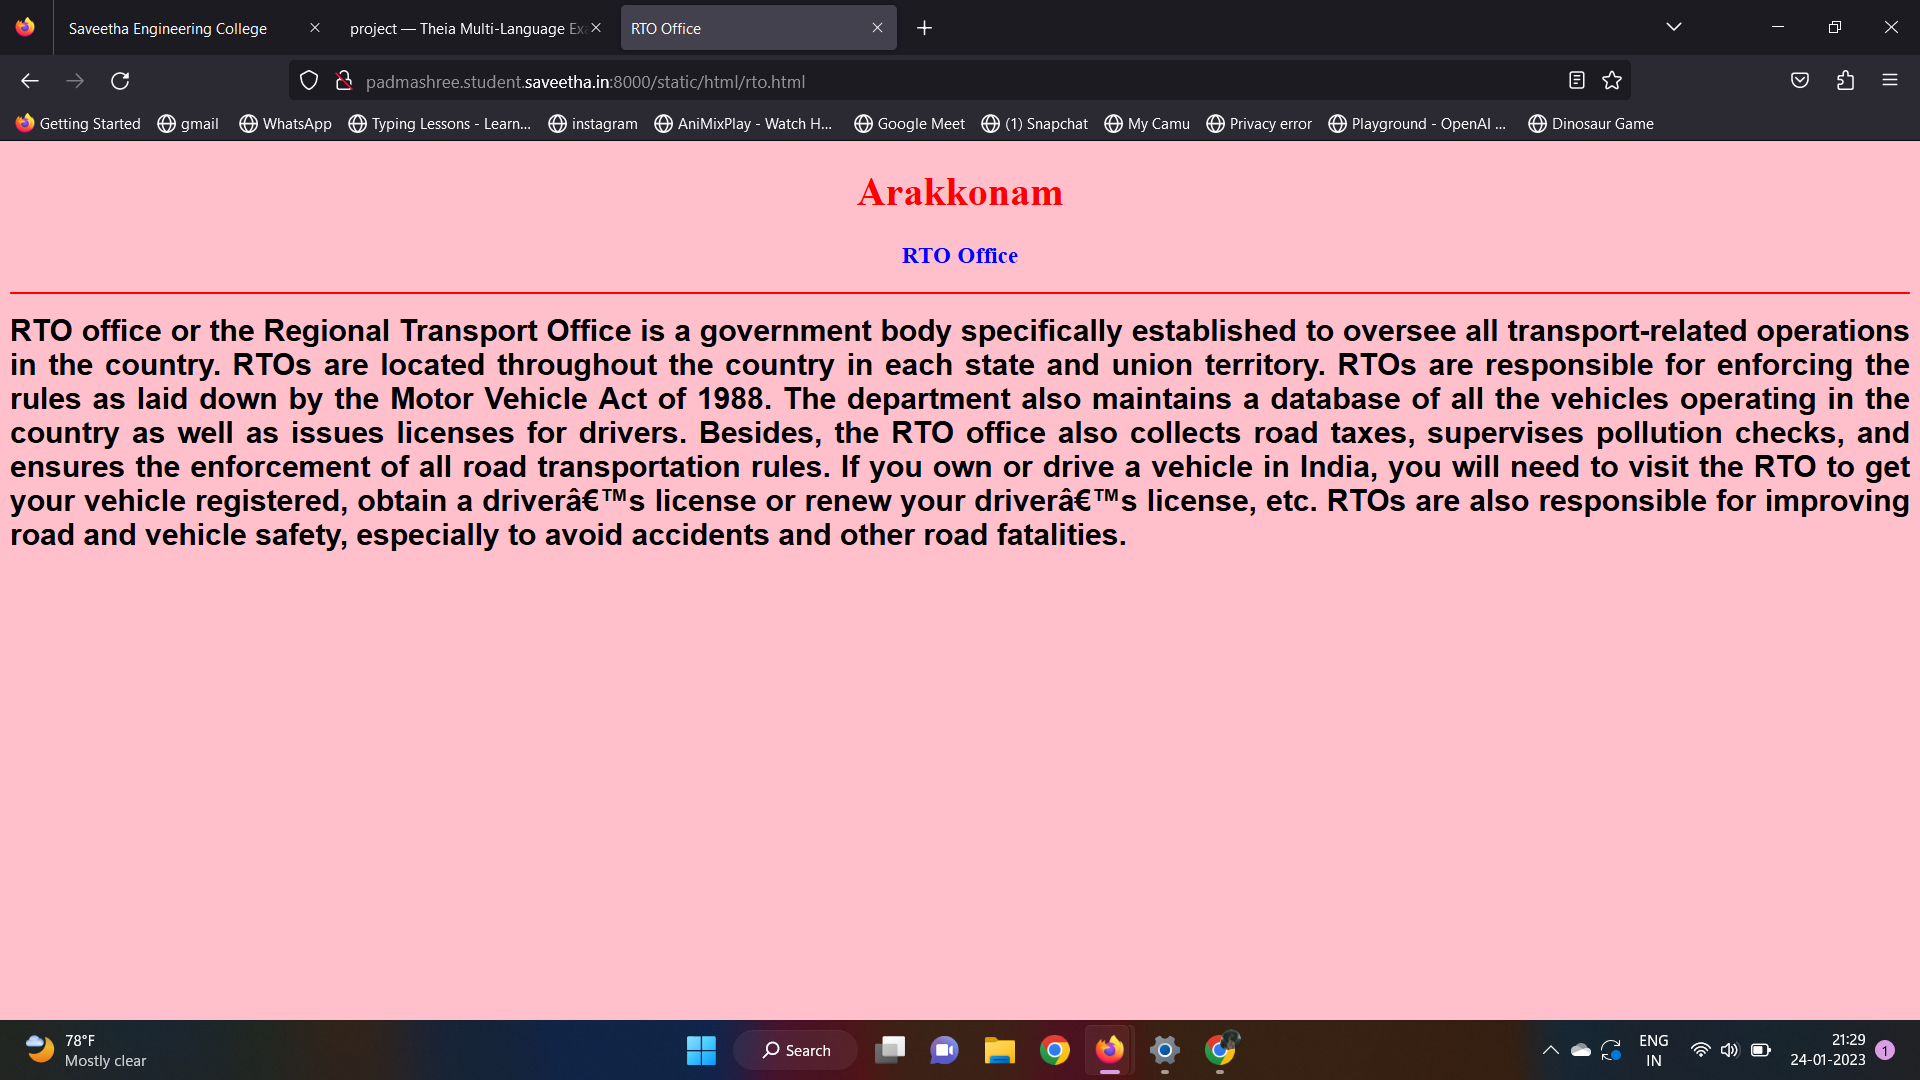 Saveetha Engineering College
project — Theia Multi-Language Ex
RTO Office
padmashree.student.saveetha.in:8000/static/html/rto.html
Getting Started gmail WhatsApp Typing Lessons - Learn... instagram AniMixPlay - Watch H... Google Meet (1) Snapchat My Camu Privacy error Playground - OpenAI ... Dinosaur Game
Arakkonam
RTO Office
RTO office or the Regional Transport Office is a government body specifically established to oversee all transport-related operations
in the country. RTOs are located throughout the country in each state and union territory. RTOs are responsible for enforcing the
rules as laid down by the Motor Vehicle Act of 1988. The department also maintains a database of all the vehicles operating in the
country as well as issues licenses for drivers. Besides, the RTO office also collects road taxes, supervises pollution checks, and
ensures the enforcement of all road transportation rules. If you own or drive a vehicle in India, you will need to visit the RTO to get
your vehicle registered, obtain a driverâ€™s license or renew your driverâ€™s license, etc. RTOs are also responsible for improving
road and vehicle safety, especially to avoid accidents and other road fatalities.
78°F
Mostly clear
Search
ENG
IN
21:29
24-01-2023
1